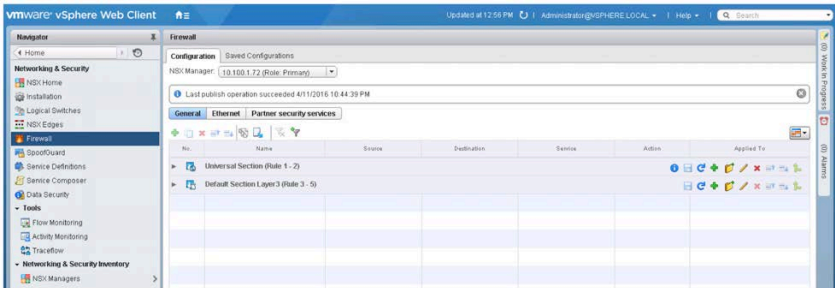 vmware® vSphere Web Client
Updated at 12:56 PM | Administrator@VSPHERE.LOCAL | Help | Search
Navigator
Home
Networking & Security
NSX Home
Installation
Logical Switches
NSX Edges
Firewall
SpoofGuard
Service Definitions
Service Composer
Data Security
Tools
Flow Monitoring
Activity Monitoring
Traceflow
Networking & Security Inventory
NSX Managers
Firewall
Configuration Saved Configurations
NSX Manager: 10.100.1.72 (Role: Primary)
Last publish operation succeeded 4/11/2016 10:44:39 PM
General Ethernet Partner security services
No. Name Source Destination Service Action Applied To
Universal Section (Rule 1 - 2)
Default Section Layer3 (Rule 3 - 5)
(0) Work In Progress
(0) Alarms